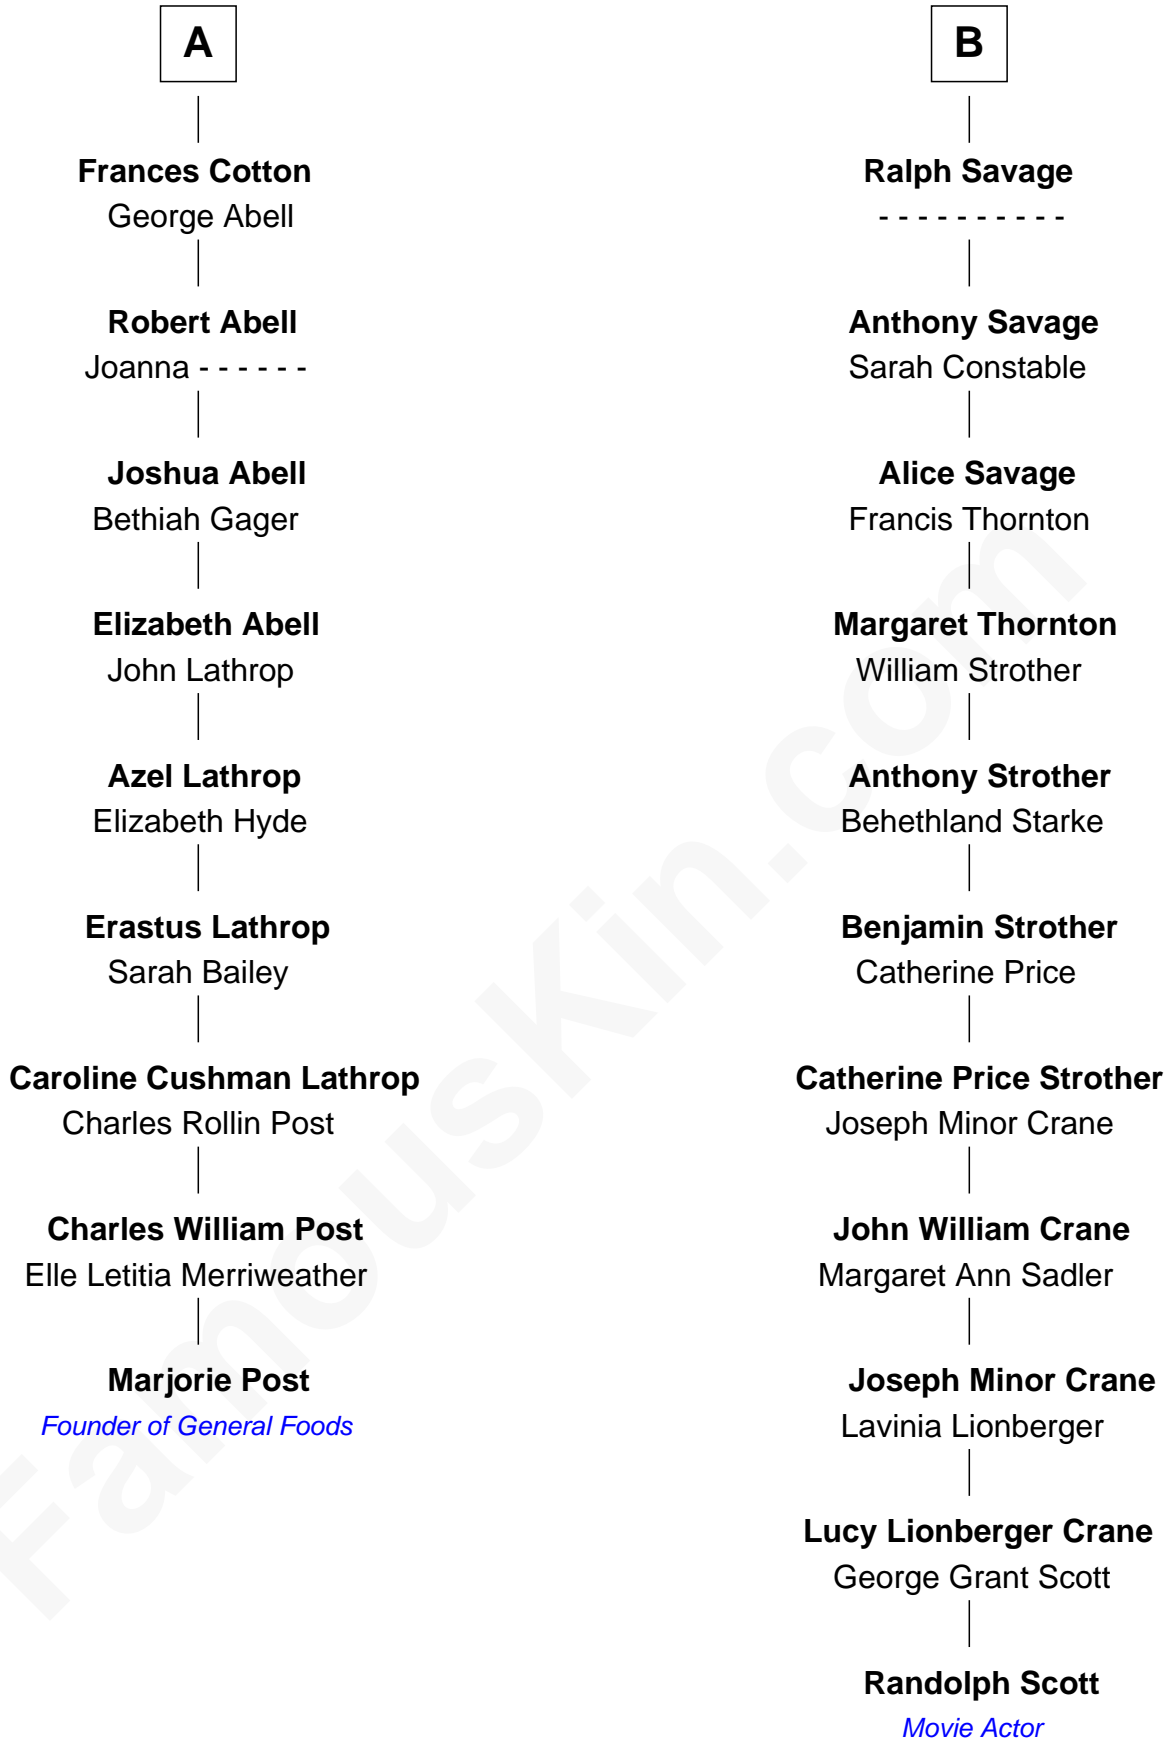 A
Frances Cotton
George Abell
Robert Abell
Joanna - - - - - -
Joshua Abell
Bethiah Gager
Elizabeth Abell
John Lathrop
Azel Lathrop
Elizabeth Hyde
Erastus Lathrop
Sarah Bailey
Caroline Cushman Lathrop
Charles Rollin Post
Charles William Post
Elle Letitia Merriweather
Marjorie Post
Founder of General Foods
B
Ralph Savage
- - - - - - - - - -
Anthony Savage
Sarah Constable
Alice Savage
Francis Thornton
Margaret Thornton
William Strother
Anthony Strother
Behethland Starke
Benjamin Strother
Catherine Price
Catherine Price Strother
Joseph Minor Crane
John William Crane
Margaret Ann Sadler
Joseph Minor Crane
Lavinia Lionberger
Lucy Lionberger Crane
George Grant Scott
Randolph Scott
Movie Actor
FamousKin.com